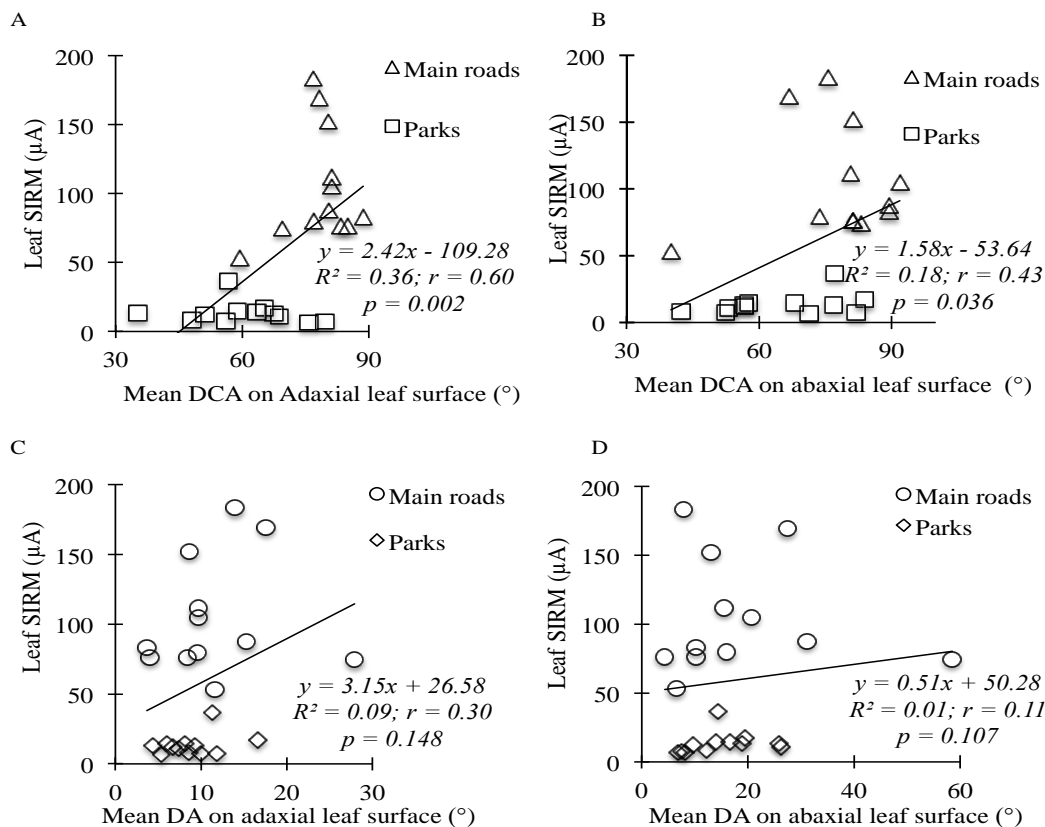 A
200
150
100
50
0
30
60
90
Leaf SIRM (µA)
Main roads
Parks
y = 2.42x - 109.28
R² = 0.36; r = 0.60
p = 0.002
Mean DCA on Adaxial leaf surface (°)
B
200
150
100
50
0
30
60
90
Leaf SIRM (µA)
Main roads
Parks
y = 1.58x - 53.64
R² = 0.18; r = 0.43
p = 0.036
Mean DCA on abaxial leaf surface (°)
C
200
150
100
50
0
0
10
20
30
Leaf SIRM (µA)
Main roads
Parks
y = 3.15x + 26.58
R² = 0.09; r = 0.30
p = 0.148
Mean DA on adaxial leaf surface (°)
D
200
150
100
50
0
0
20
40
60
Leaf SIRM (µA)
Main roads
Parks
y = 0.51x + 50.28
R² = 0.01; r = 0.11
p = 0.107
Mean DA on abaxial leaf surface (°)